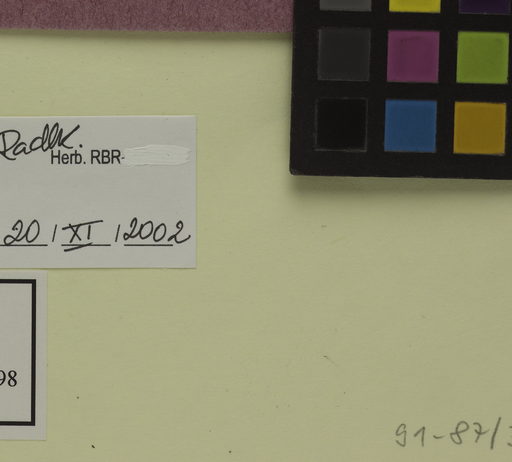 Radlk.
Herb. RBR-
20 / XI / 2002
98
91-87/3